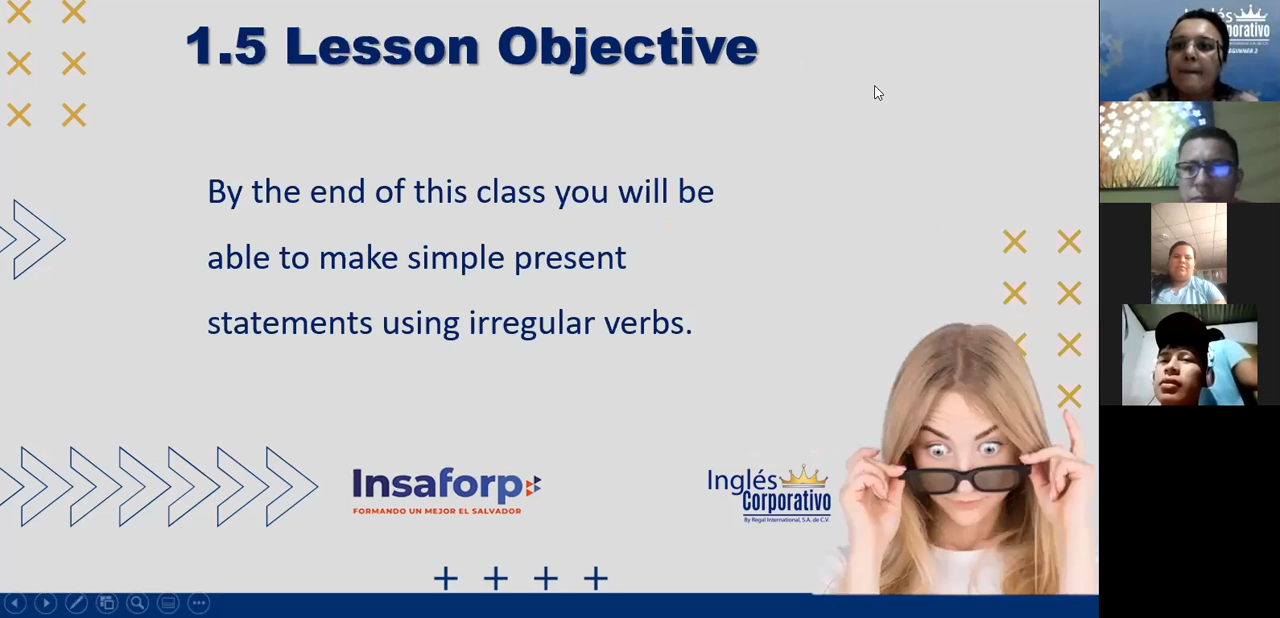 1.5 Lesson Objective
By the end of this class you will be
able to make simple present
statements using irregular verbs.
Insaforp
FORMANDO UN MEJOR EL SALVADOR
Inglés
Corporativo
By Regal International, S.A. de C.V.